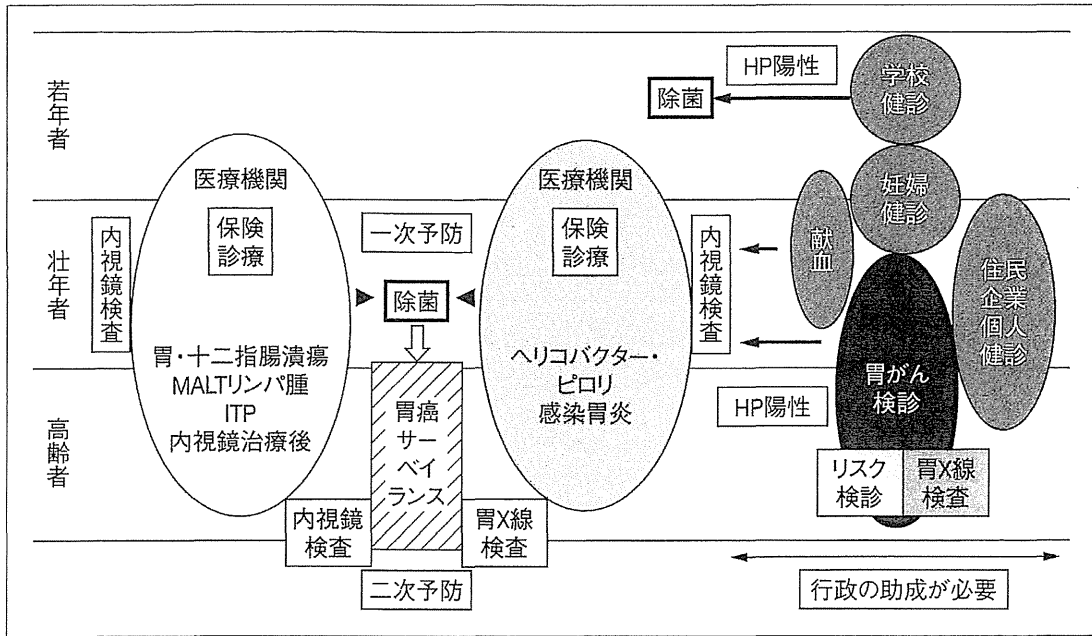 若年者
壮年者
高齢者
HP陽性
除菌
学校
健診
妊婦
健診
献血
住民
企業
個人
健診
胃がん
検診
リスク
検診
胃X線
検査
HP陽性
行政の助成が必要
内視鏡検査
医療機関
保険
診療
胃・十二指腸潰瘍
MALTリンパ腫
ITP
内視鏡治療後
一次予防
除菌
胃癌
サー
ベイ
ランス
内視鏡
検査
胃X線
検査
二次予防
医療機関
保険
診療
ヘリコバクター・
ピロリ
感染胃炎
内視鏡検査